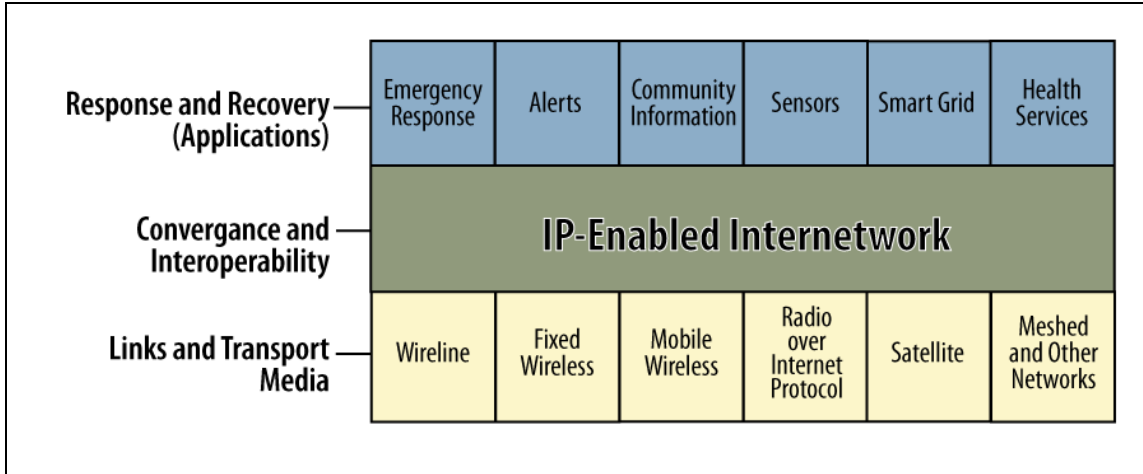 Response and Recovery
(Applications)
Emergency
Response
Alerts
Community
Information
Sensors
Smart Grid
Health
Services
Convergance and
Interoperability
IP-Enabled Internetwork
Links and Transport
Media
Wireline
Fixed
Wireless
Mobile
Wireless
Radio
over
Internet
Protocol
Satellite
Meshed
and Other
Networks